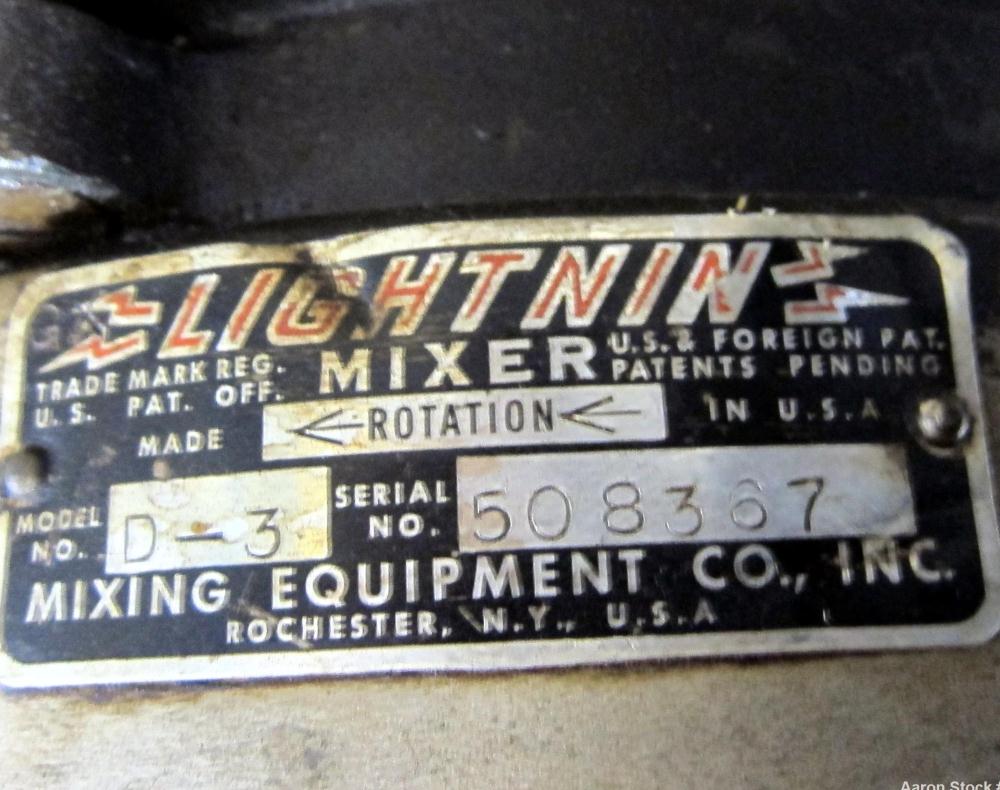 LIGHTNIN
MIXER
TRADE MARK REG.
U.S. PAT. OFF.
U.S. & FOREIGN PAT.
PATENTS PENDING
MADE
←ROTATION←
IN U.S.A
MODEL NO. D-3
SERIAL NO. 508367
MIXING EQUIPMENT CO., INC.
ROCHESTER, N.Y., U.S.A
Aaron Stock #